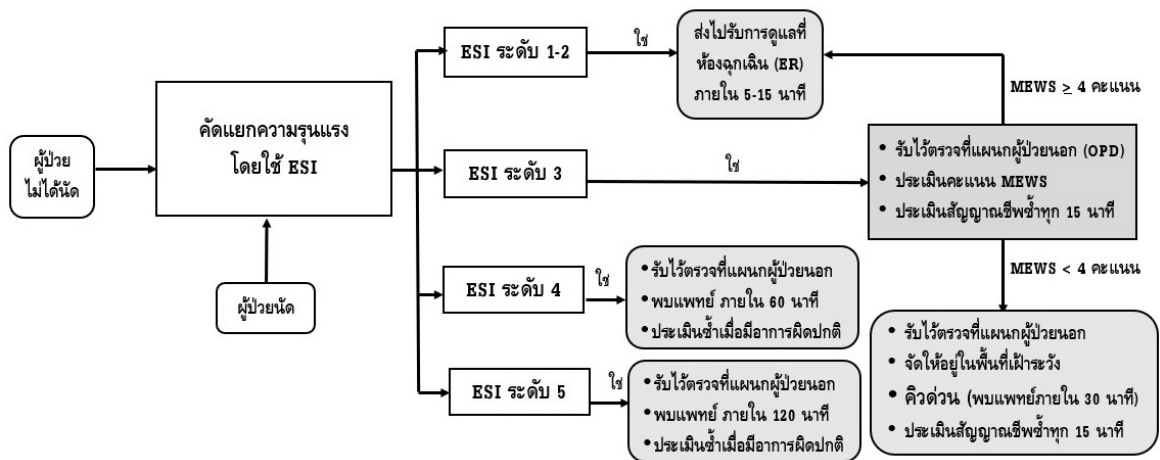 ผู้ป่วย
ไม่ได้นัด
คัดแยกความรุนแรง
โดยใช้ ESI
ผู้ป่วยนัด
ESI ระดับ 1-2
ใช่
ส่งไปรับการดูแลที่
ห้องฉุกเฉิน (ER)
ภายใน 5-15 นาที
MEWS ≥ 4 คะแนน
ESI ระดับ 3
ใช่
• รับไว้ตรวจที่แผนกผู้ป่วยนอก (OPD)
• ประเมินคะแนน MEWS
• ประเมินสัญญาณชีพซ้ำทุก 15 นาที
MEWS < 4 คะแนน
ESI ระดับ 4
ใช่
• รับไว้ตรวจที่แผนกผู้ป่วยนอก
• พบแพทย์ ภายใน 60 นาที
• ประเมินซ้ำเมื่อมีอาการผิดปกติ
ESI ระดับ 5
ใช่
• รับไว้ตรวจที่แผนกผู้ป่วยนอก
• พบแพทย์ ภายใน 120 นาที
• ประเมินซ้ำเมื่อมีอาการผิดปกติ
• รับไว้ตรวจที่แผนกผู้ป่วยนอก
• จัดให้อยู่ในพื้นที่เฝ้าระวัง
• คิวด่วน (พบแพทย์ภายใน 30 นาที)
• ประเมินสัญญาณชีพซ้ำทุก 15 นาที